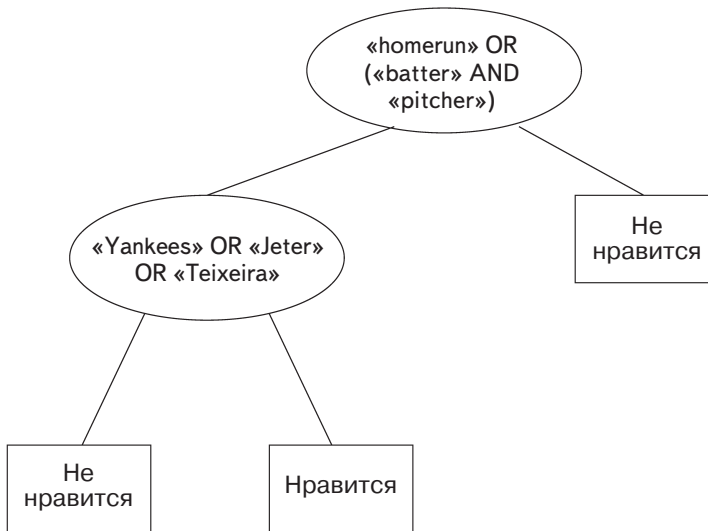 «homerun» OR
(«batter» AND
«pitcher»)
«Yankees» OR «Jeter»
OR «Teixeira»
Не
нравится
Не
нравится
Нравится